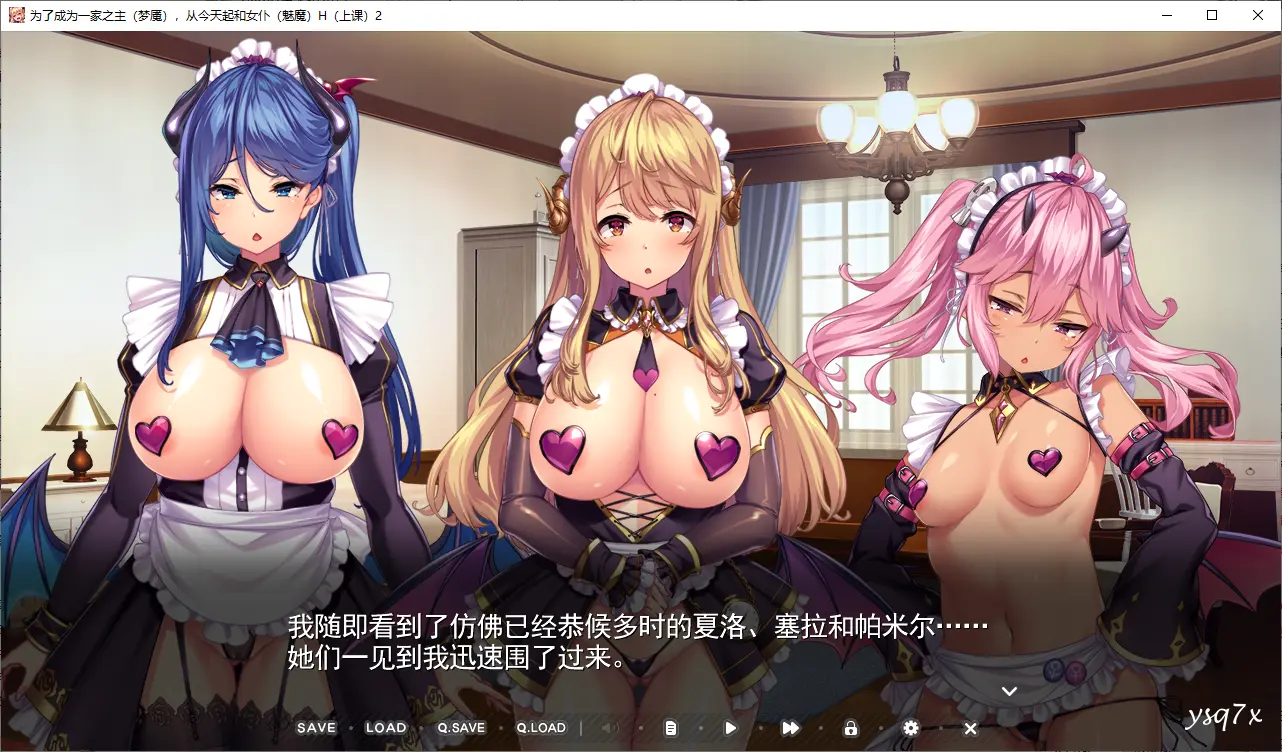 为了成为一家之主（梦魇），从今天起和女仆（魅魔）H（上课）2
我随即看到了仿佛已经恭候多时的夏洛、塞拉和帕米尔……
她们一见到我迅速围了过来。
SAVE LOAD Q.SAVE Q.LOAD
ysq7x